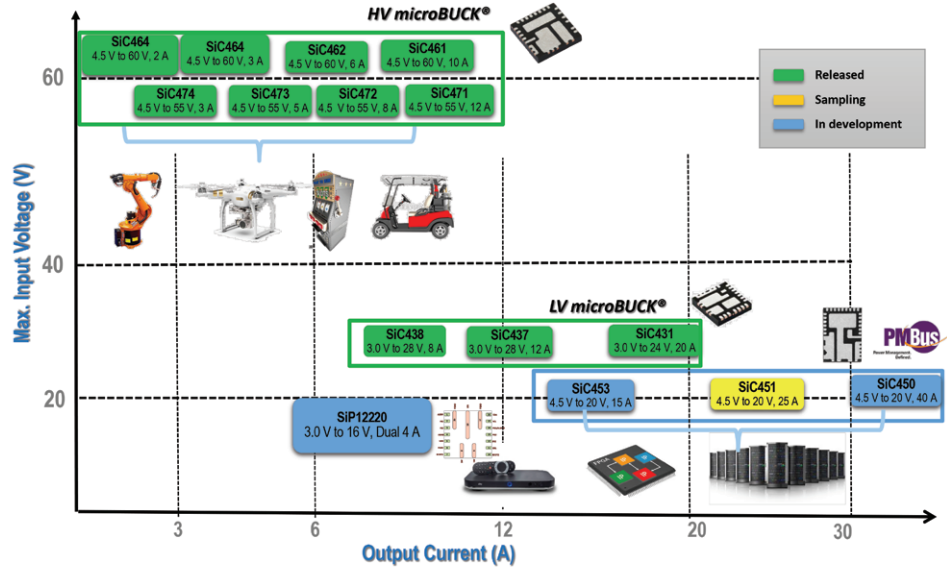 HV microBUCK®
SiC464
4.5 V to 60 V, 2 A
SiC464
4.5 V to 60 V, 3 A
SiC462
4.5 V to 60 V, 6 A
SiC461
4.5 V to 60 V, 10 A
SiC474
4.5 V to 55 V, 3 A
SiC473
4.5 V to 55 V, 5 A
SiC472
4.5 V to 55 V, 8 A
SiC471
4.5 V to 55 V, 12 A
Released
Sampling
In development
Max. Input Voltage (V)
60
40
20
LV microBUCK®
SiC438
3.0 V to 28 V, 8 A
SiC437
3.0 V to 28 V, 12 A
SiC431
3.0 V to 24 V, 20 A
PMBus
Power Management.
Defined.
SiC453
4.5 V to 20 V, 15 A
SiC451
4.5 V to 20 V, 25 A
SiC450
4.5 V to 20 V, 40 A
SiP12220
3.0 V to 16 V, Dual 4 A
FPGA
3
6
12
20
30
Output Current (A)